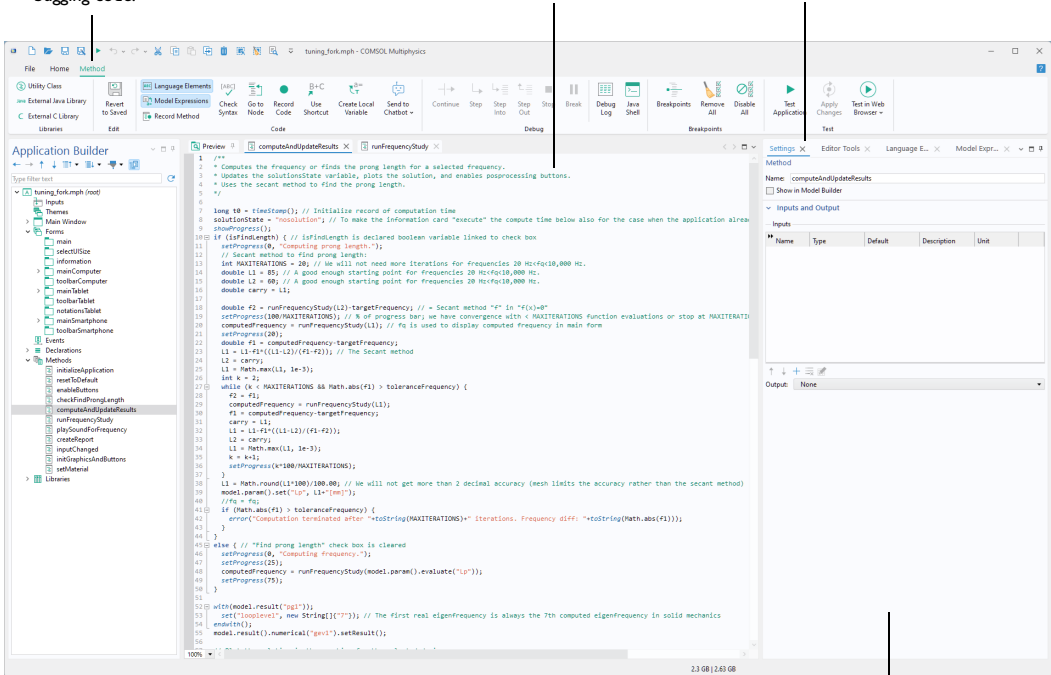 bugging code.
tuning_fork.mph - COMSOL Multiphysics
File Home Method
Utility Class
External Java Library
External C Library
Libraries
Revert to Saved
Edit
Language Elements
Model Expressions
Record Method
Check Syntax
Go to Node
Record Code
Use Shortcut
Create Local Variable
Send to Chatbot
Code
Continue
Step
Step Into
Step Out
Stop
Break
Debug Log
Java Shell
Debug
Breakpoints
Remove All
Disable All
Breakpoints
Test Application
Apply Changes
Test in Web Browser
Test
Application Builder
Type filter text
tuning_fork.mph (root)
Inputs
Themes
Main Window
Forms
main
selectUISize
information
mainComputer
toolbarComputer
mainTablet
toolbarTablet
notationsTablet
mainSmartphone
toolbarSmartphone
Events
Declarations
Methods
initializeApplication
resetToDefault
enableButtons
checkFindProngLength
computeAndUpdateResults
runFrequencyStudy
playSoundForFrequency
createReport
inputChanged
initGraphicsAndButtons
setMaterial
Libraries
Preview computeAndUpdateResults runFrequencyStudy
1 /**
2 * Computes the frequency or finds the prong length for a selected frequency.
3 * Updates the solutionsState variable, plots the solution, and enables posprocessing buttons.
4 * Uses the secant method to find the prong length.
5 */
6
7 long t0 = timeStamp(); // Initialize record of computation time
8 solutionState = "nosolution"; // To make the information card "execute" the compute time below also for the case when the application alrea
9 showProgress();
10 if (isFindLength) { // isFindLength is declared boolean variable linked to check box
11 setProgress(0, "Computing prong length.");
12 // Secant method to find prong length:
13 int MAXITERATIONS = 20; // We will not need more iterations for frequencies 20 Hz<fq<10,000 Hz.
14 double L1 = 85; // A good enough starting point for frequencies 20 Hz<fq<10,000 Hz.
15 double L2 = 60; // A good enough starting point for frequencies 20 Hz<fq<10,000 Hz.
16 double carry = L1;
17
18 double f2 = runFrequencyStudy(L2)-targetFrequency; // = Secant method "f" in "f(x)=0"
19 setProgress(100/MAXITERATIONS); // % of progress bar; we have convergence with < MAXITERATIONS function evaluations or stop at MAXITERATIO
20 computedFrequency = runFrequencyStudy(L1); // fq is used to display computed frequency in main form
21 setProgress(20);
22 double f1 = computedFrequency-targetFrequency;
23 L1 = L1-f1*((L1-L2)/(f1-f2)); // The Secant method
24 L2 = carry;
25 L1 = Math.max(L1, 1e-3);
26 int k = 2;
27 while (k < MAXITERATIONS && Math.abs(f1) > toleranceFrequency) {
28 f2 = f1;
29 computedFrequency = runFrequencyStudy(L1);
30 f1 = computedFrequency-targetFrequency;
31 carry = L1;
32 L1 = L1-f1*((L1-L2)/(f1-f2));
33 L2 = carry;
34 L1 = Math.max(L1, 1e-3);
35 k = k+1;
36 setProgress(k*100/MAXITERATIONS);
37 }
38 L1 = Math.round(L1*100)/100.00; // We will not get more than 2 decimal accuracy (mesh limits the accuracy rather than the secant method)
39 model.param().set("Lp", L1+"[mm]");
40 //fq = fq;
41 if (Math.abs(f1) > toleranceFrequency) {
42 error("Computation terminated after "+toString(MAXITERATIONS)+" iterations. Frequency diff: "+toString(Math.abs(f1)));
43 }
44 }
45 else { // "Find prong length" check box is cleared
46 setProgress(0, "Computing frequency.");
47 setProgress(25);
48 computedFrequency = runFrequencyStudy(model.param().evaluate("Lp"));
49 setProgress(75);
50 }
51
52 with(model.result("pg1"));
53 set("looplevel", new String[]{"7"}); // The first real eigenfrequency is always the 7th computed eigenfrequency in solid mechanics
54 endwith();
55 model.result().numerical("gev1").setResult();
56
100%
Settings Editor Tools Language E... Model Expr...
Method
Name: computeAndUpdateResults
Show in Model Builder
Inputs and Output
Inputs
Name Type Default Description Unit
Output: None
2.3 GB | 2.63 GB